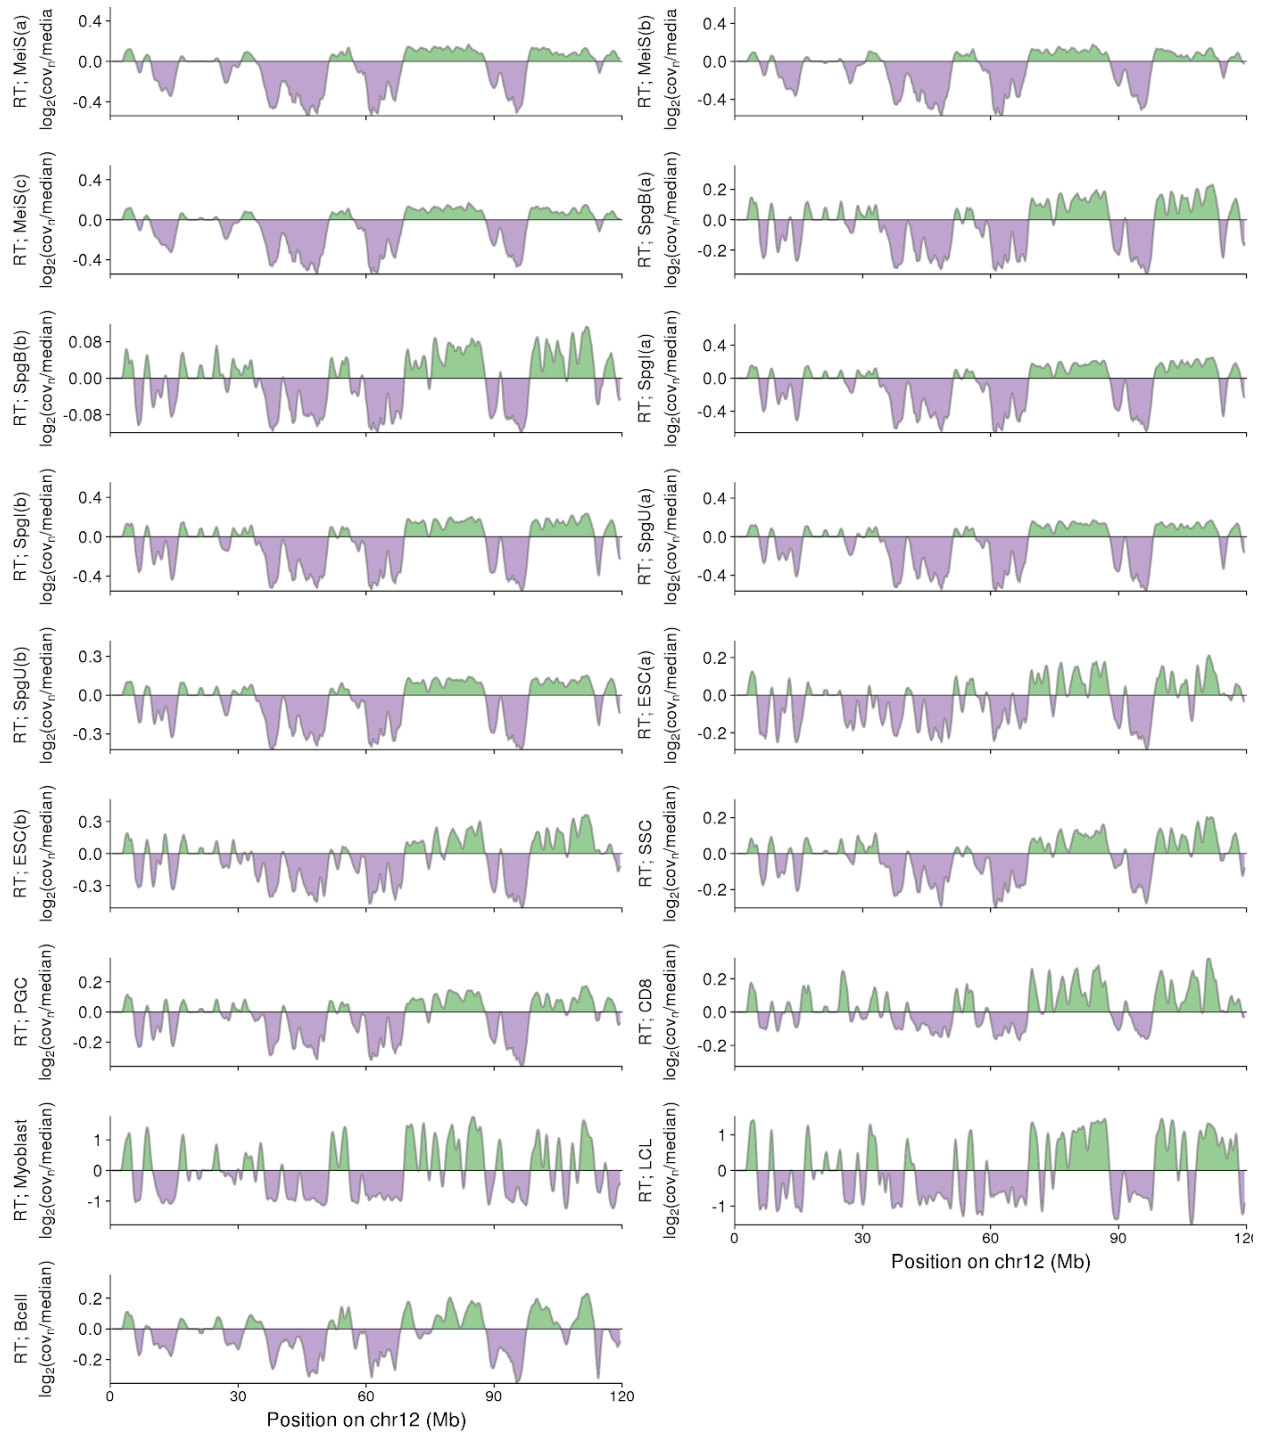 RT; MeiS(a)
log2(covn/media
0.4
0.0
-0.4
RT; MeiS(b)
log2(covn/media
0.4
0.0
-0.4
RT; MeiS(c)
log2(covn/median)
0.4
0.0
-0.4
RT; SpgB(a)
log2(covn/median)
0.2
0.0
-0.2
RT; SpgB(b)
log2(covn/median)
0.08
0.00
-0.08
RT; SpgI(a)
log2(covn/median)
0.4
0.0
-0.4
RT; SpgI(b)
log2(covn/median)
0.4
0.0
-0.4
RT; SpgU(a)
log2(covn/median)
0.4
0.0
-0.4
RT; SpgU(b)
log2(covn/median)
0.3
0.0
-0.3
RT; ESC(a)
log2(covn/median)
0.2
0.0
-0.2
RT; ESC(b)
log2(covn/median)
0.3
0.0
-0.3
RT; SSC
log2(covn/median)
0.2
0.0
-0.2
RT; PGC
log2(covn/median)
0.2
0.0
-0.2
RT; CD8
log2(covn/median)
0.2
0.0
-0.2
RT; Myoblast
log2(covn/median)
1
0
-1
RT; LCL
log2(covn/median)
1
0
-1
0 30 60 90 120
Position on chr12 (Mb)
RT; Bcell
log2(covn/median)
0.2
0.0
-0.2
0 30 60 90 120
Position on chr12 (Mb)